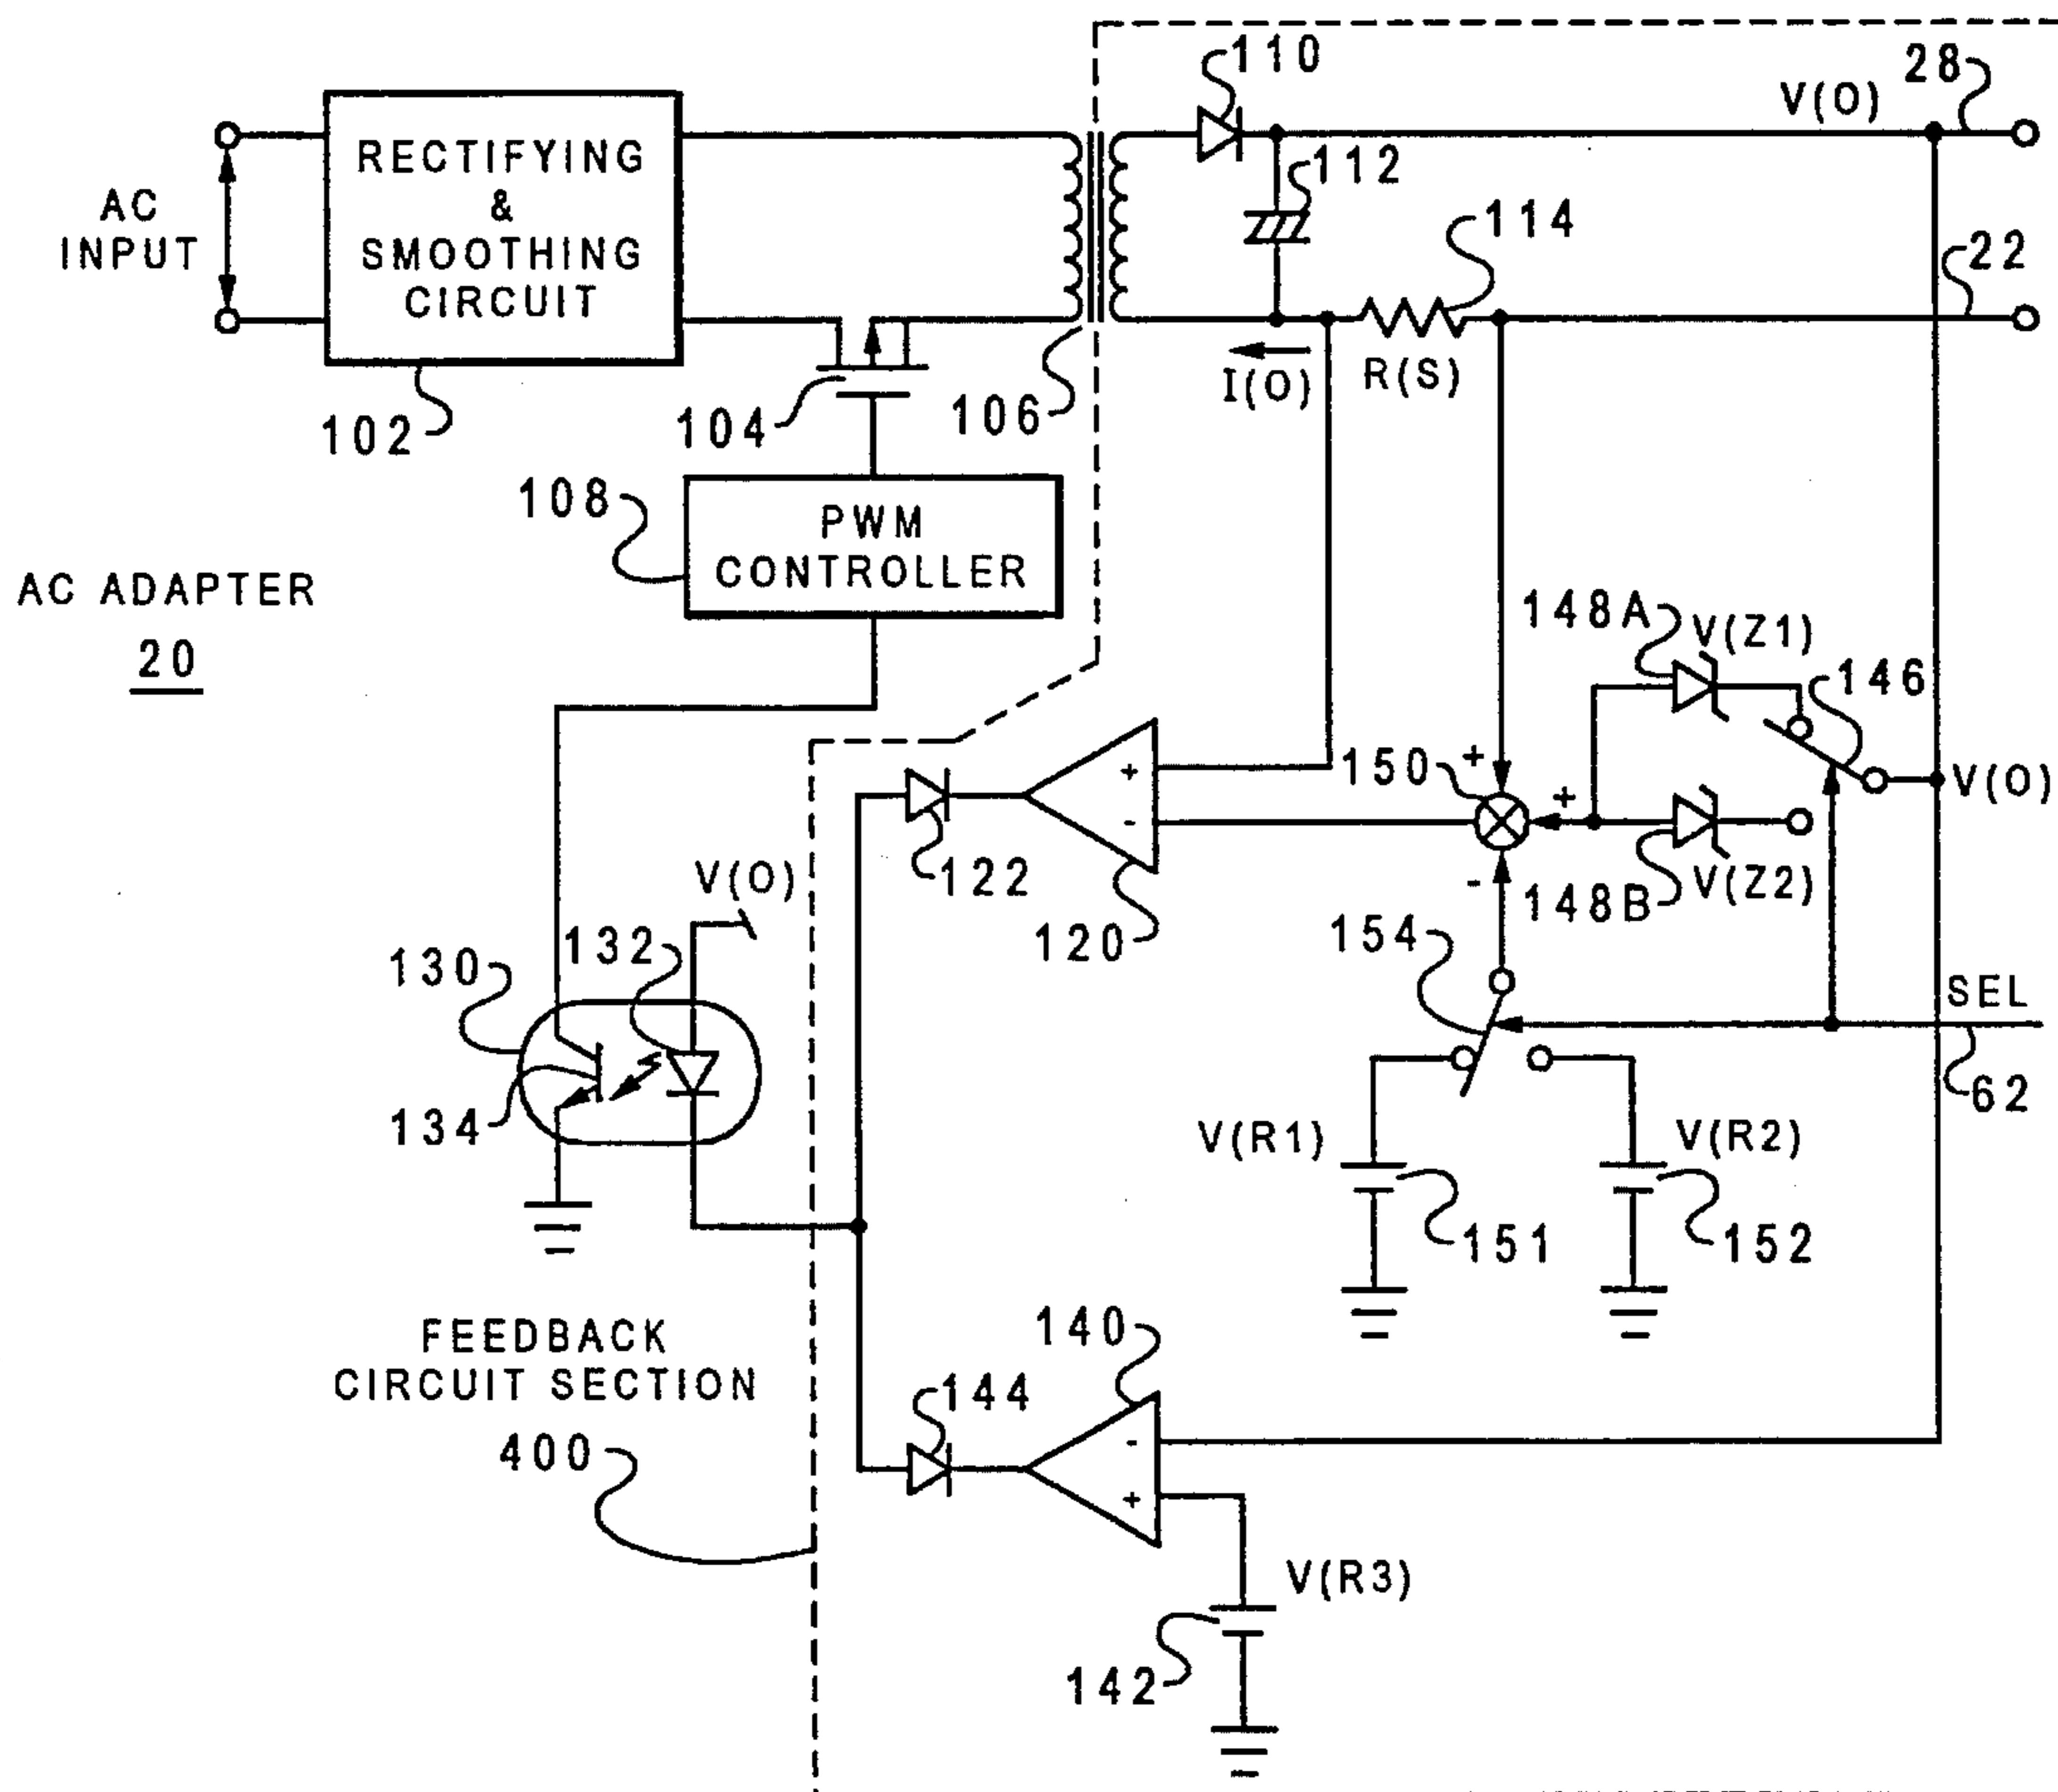 110
28
V(O)
RECTIFYING
&
SMOOTHING
CIRCUIT
112
AC
INPUT
114
22
I(O)
R(S)
102
104
106
108
PWM
CONTROLLER
AC ADAPTER
20
148A
V(Z1)
146
150
+
+
V(O)
+
-
122
V(O)
-
148B
V(Z2)
120
154
132
130
SEL
134
62
V(R1)
V(R2)
151
152
140
FEEDBACK
CIRCUIT SECTION
144
-
400
+
V(R3)
142